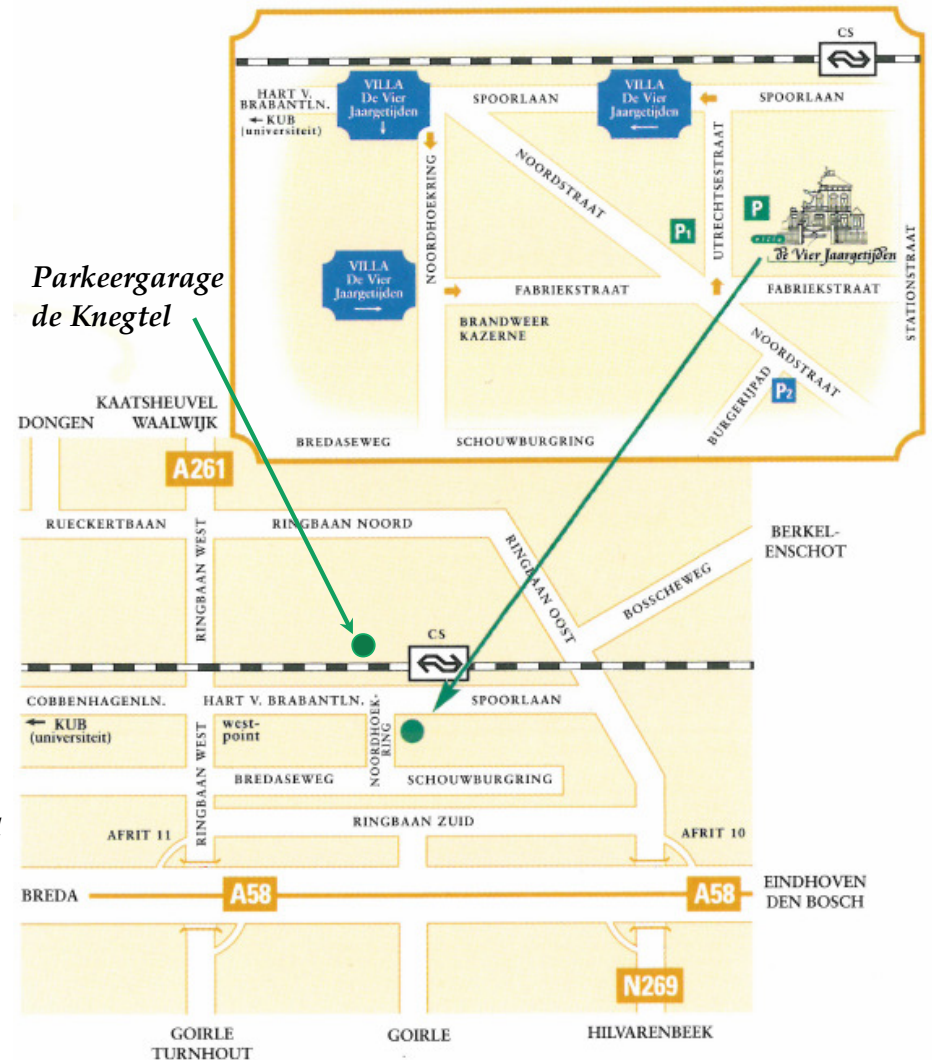 CS
VILLA
De Vier
Jaargetijden
↓
VILLA
De Vier
Jaargetijden
←
HART V.
BRABANTLN.
← KUB
(universiteit)
SPOORLAAN
SPOORLAAN
NOORDSTRAAT
UTRECHTSESTRAAT
NOORDHOEKRING
P1
P
villa
de Vier Jaargetijden
STATIONSTRAAT
VILLA
De Vier
Jaargetijden
→
FABRIEKSTRAAT
FABRIEKSTRAAT
BRANDWEER
KAZERNE
NOORDSTRAAT
BURGERIJPAD
P2
BREDASEWEG
SCHOUWBURGRING
Parkeergarage
de Knegtel
KAATSHEUVEL
WAALWIJK
DONGEN
A261
RUECKERTBAAN
RINGBAAN NOORD
RINGBAAN WEST
RINGBAAN OOST
BERKEL-
ENSCHOT
BOSSCHEWEG
CS
COBBENHAGENLN.
HART V. BRABANTLN.
SPOORLAAN
← KUB
(universiteit)
west-
point
NOORDHOEK-
RING
RINGBAAN WEST
BREDASEWEG
SCHOUWBURGRING
RINGBAAN ZUID
AFRIT 11
AFRIT 10
BREDA
A58
A58
EINDHOVEN
DEN BOSCH
N269
GOIRLE
TURNHOUT
GOIRLE
HILVARENBEEK